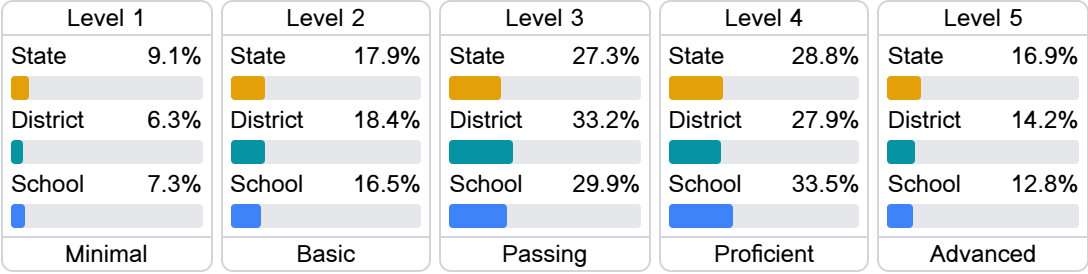 Level 1
State 9.1%
District 6.3%
School 7.3%
Minimal
Level 2
State 17.9%
District 18.4%
School 16.5%
Basic
Level 3
State 27.3%
District 33.2%
School 29.9%
Passing
Level 4
State 28.8%
District 27.9%
School 33.5%
Proficient
Level 5
State 16.9%
District 14.2%
School 12.8%
Advanced